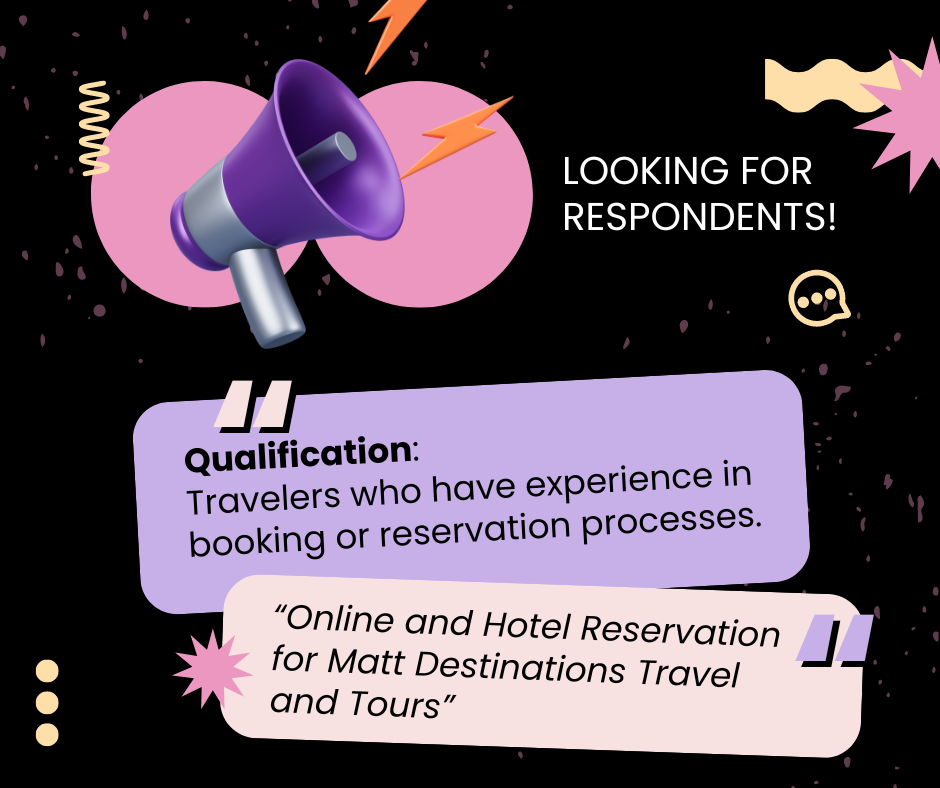 LOOKING FOR
RESPONDENTS!
Qualification:
Travelers who have experience in
booking or reservation processes.
“Online and Hotel Reservation
for Matt Destinations Travel
and Tours”